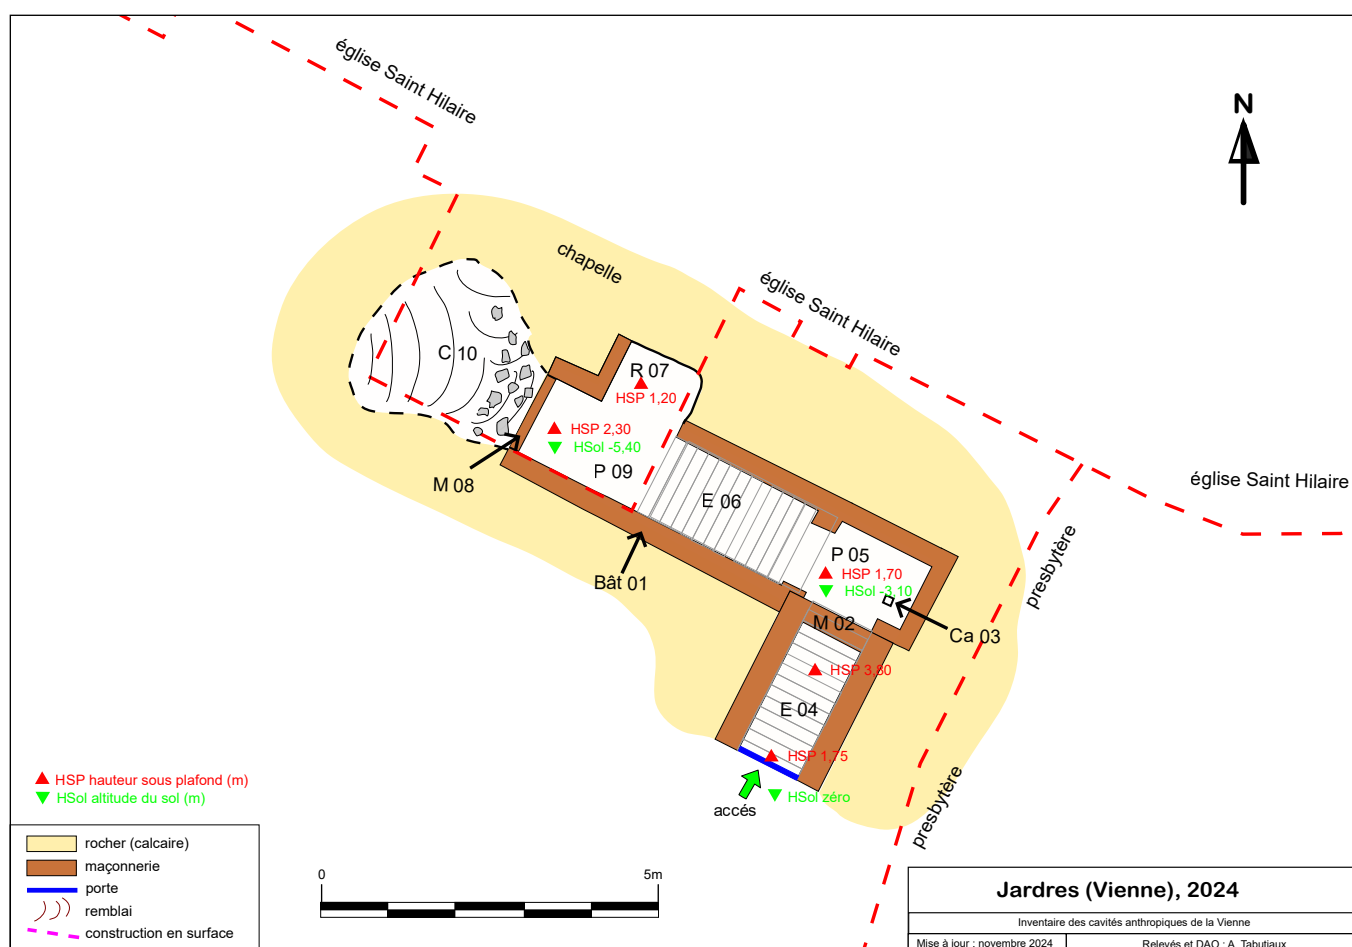 église Saint Hilaire
N
chapelle
église Saint Hilaire
C 10
R 07
HSP 1,20
HSP 2,30
HSol -5,40
P 09
M 08
E 06
église Saint Hilaire
presbytère
P 05
HSP 1,70
HSol -3,10
Bât 01
M 02
Ca 03
HSP 3,80
E 04
HSP 1,75
HSol zéro
accés
presbytère
HSP hauteur sous plafond (m)
HSol altitude du sol (m)
rocher (calcaire)
maçonnerie
porte
remblai
construction en surface
0 5m
Jardres (Vienne), 2024
Inventaire des cavités anthropiques de la Vienne
Mise à jour : novembre 2024
Relevés et DAO : A. Tabutiaux